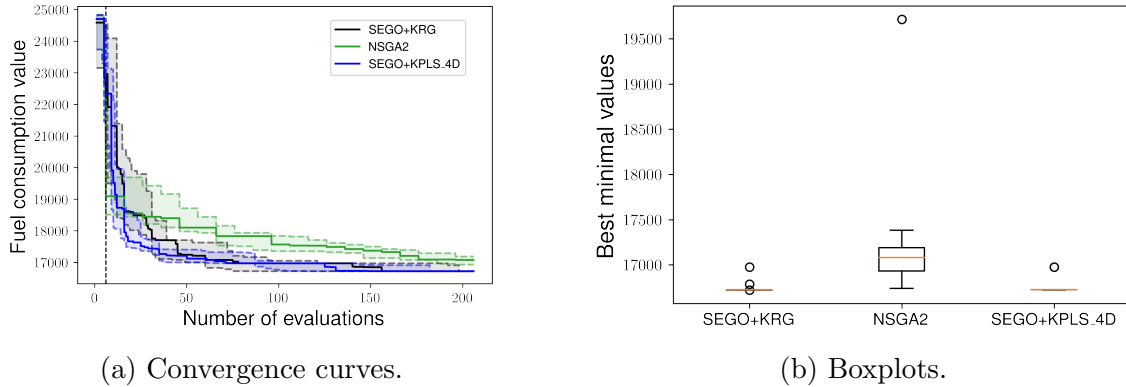 25000
24000
23000
22000
21000
20000
19000
18000
17000
Fuel consumption value
0
50
100
150
200
Number of evaluations
SEGO+KRG
NSGA2
SEGO+KPLS_4D
(a) Convergence curves.
19500
19000
18500
18000
17500
17000
Best minimal values
SEGO+KRG
NSGA2
SEGO+KPLS_4D
(b) Boxplots.